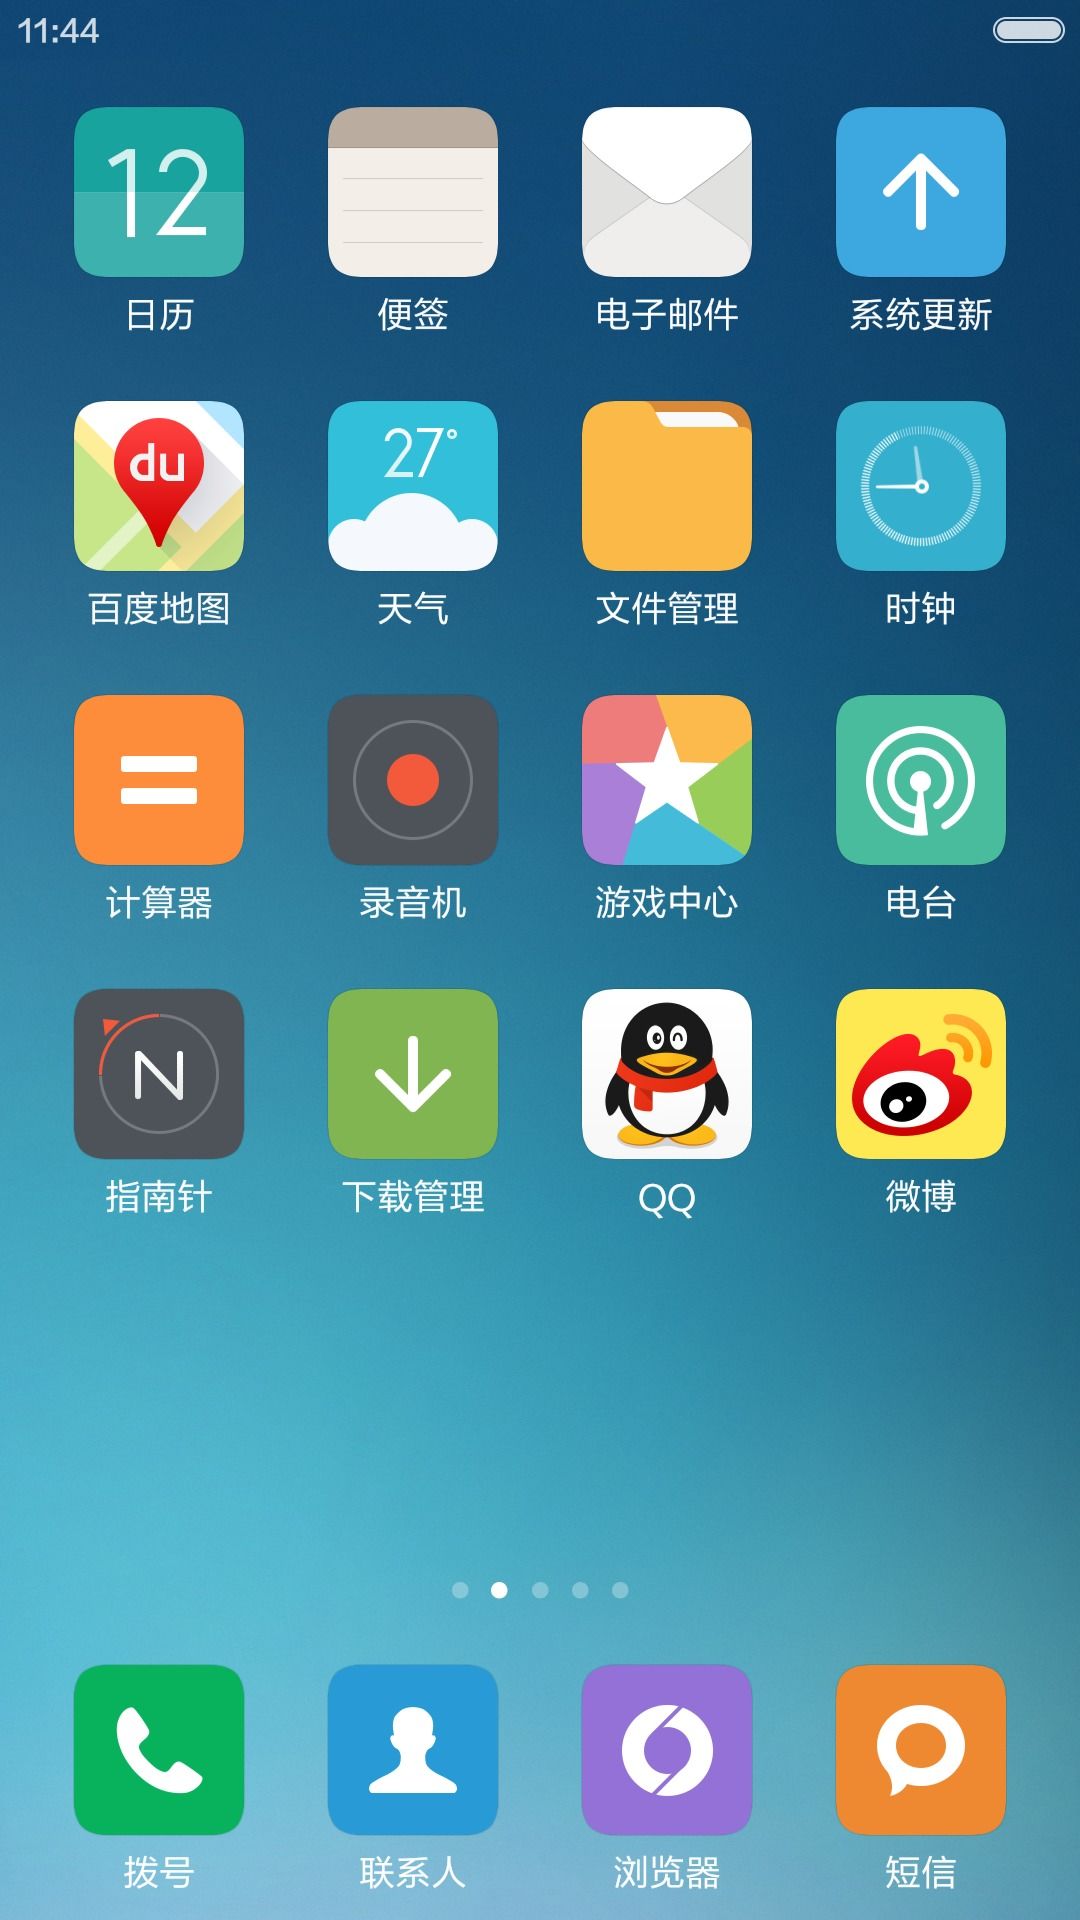 11:44
12
日历
便签
电子邮件
系统更新
du
百度地图
27°
天气
文件管理
时钟
计算器
录音机
游戏中心
电台
N
指南针
下载管理
QQ
微博
拨号
联系人
浏览器
短信